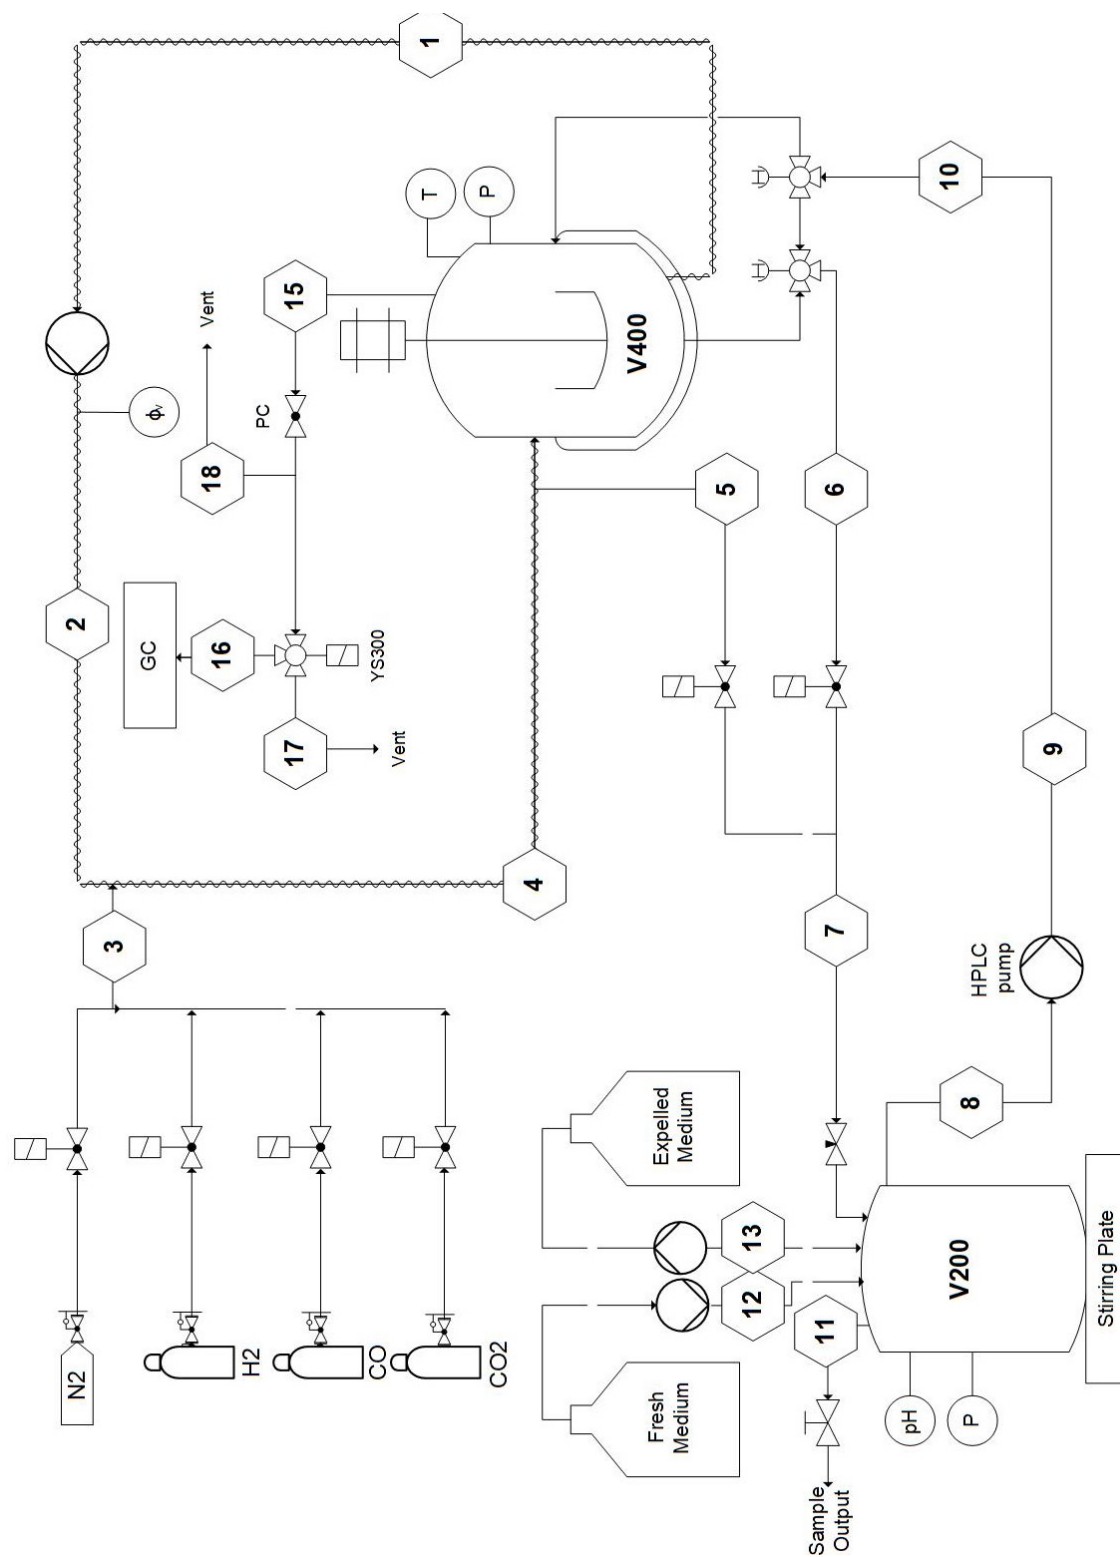 N2
2
3
GC
ϕv
18
Vent
16
H2
PC
17
15
CO
Vent
YS300
1
T
P
CO2
4
V400
Fresh
Medium
Expelled
Medium
5
12
13
11
7
6
Sample
Output
pH
V200
10
P
8
HPLC
pump
9
Stirring Plate